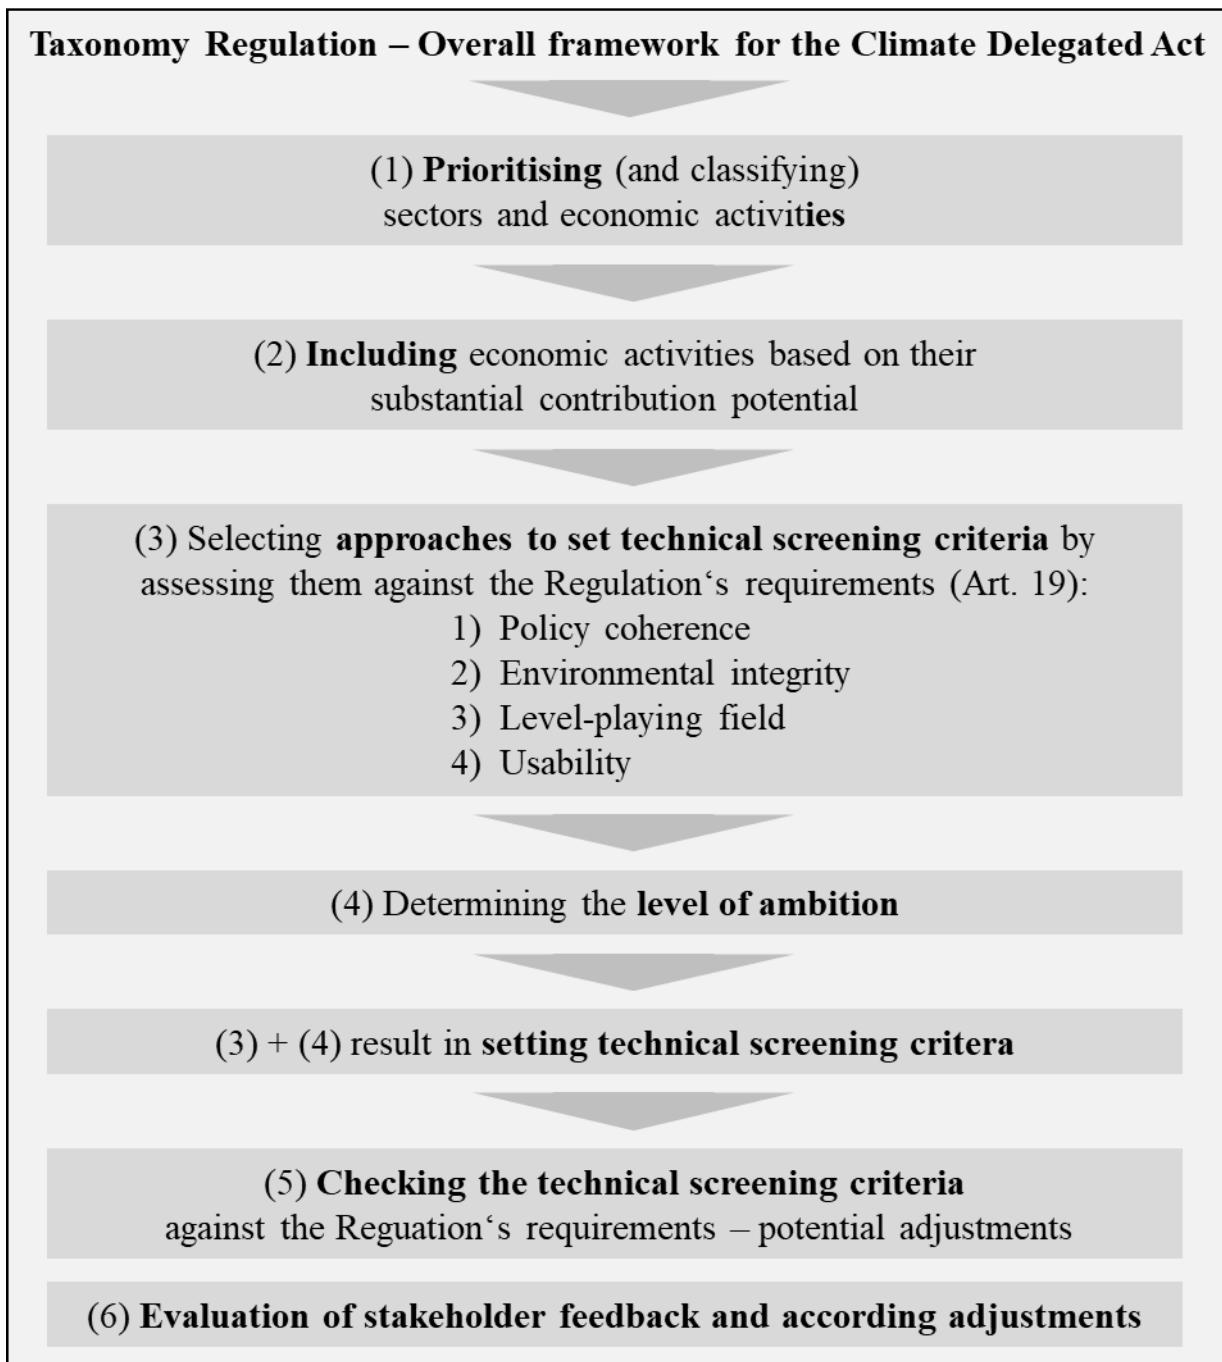 Taxonomy Regulation – Overall framework for the Climate Delegated Act
(1) Prioritising (and classifying)
sectors and economic activities
(2) Including economic activities based on their
substantial contribution potential
(3) Selecting approaches to set technical screening criteria by
assessing them against the Regulation‘s requirements (Art. 19):
1) Policy coherence
2) Environmental integrity
3) Level-playing field
4) Usability
(4) Determining the level of ambition
(3) + (4) result in setting technical screening critera
(5) Checking the technical screening criteria
against the Reguation‘s requirements – potential adjustments
(6) Evaluation of stakeholder feedback and according adjustments